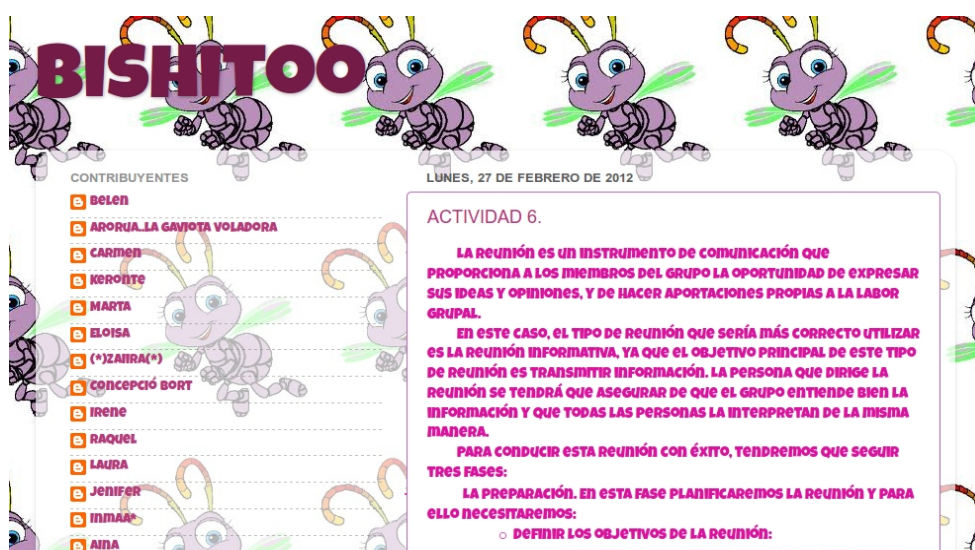 BISHITOO
CONTRIBUYENTES
Belen
ARORUA..LA GAVIOTA VOLADORA
Carmen
Keronte
Marta
Eloisa
(*)Zahira(*)
Concepció Bort
Irene
Raquel
Laura
Jenifer
Inmaa*
Aina
LUNES, 27 DE FEBRERO DE 2012
ACTIVIDAD 6.
La reunión es un instrumento de comunicación que
proporciona a los miembros del grupo la oportunidad de expresar
sus ideas y opiniones, y de hacer aportaciones propias a la labor
grupal.
En este caso, el tipo de reunión que sería más correcto utilizar
es la reunión informativa, ya que el objetivo principal de este tipo
de reunión es transmitir información. La persona que dirige la
reunión se tendrá que asegurar de que el grupo entiende bien la
información y que todas las personas la interpretan de la misma
manera.
Para conducir esta reunión con éxito, tendremos que seguir
tres fases:
La preparación. En esta fase planificaremos la reunión y para
ello necesitaremos:
Definir los objetivos de la reunión: